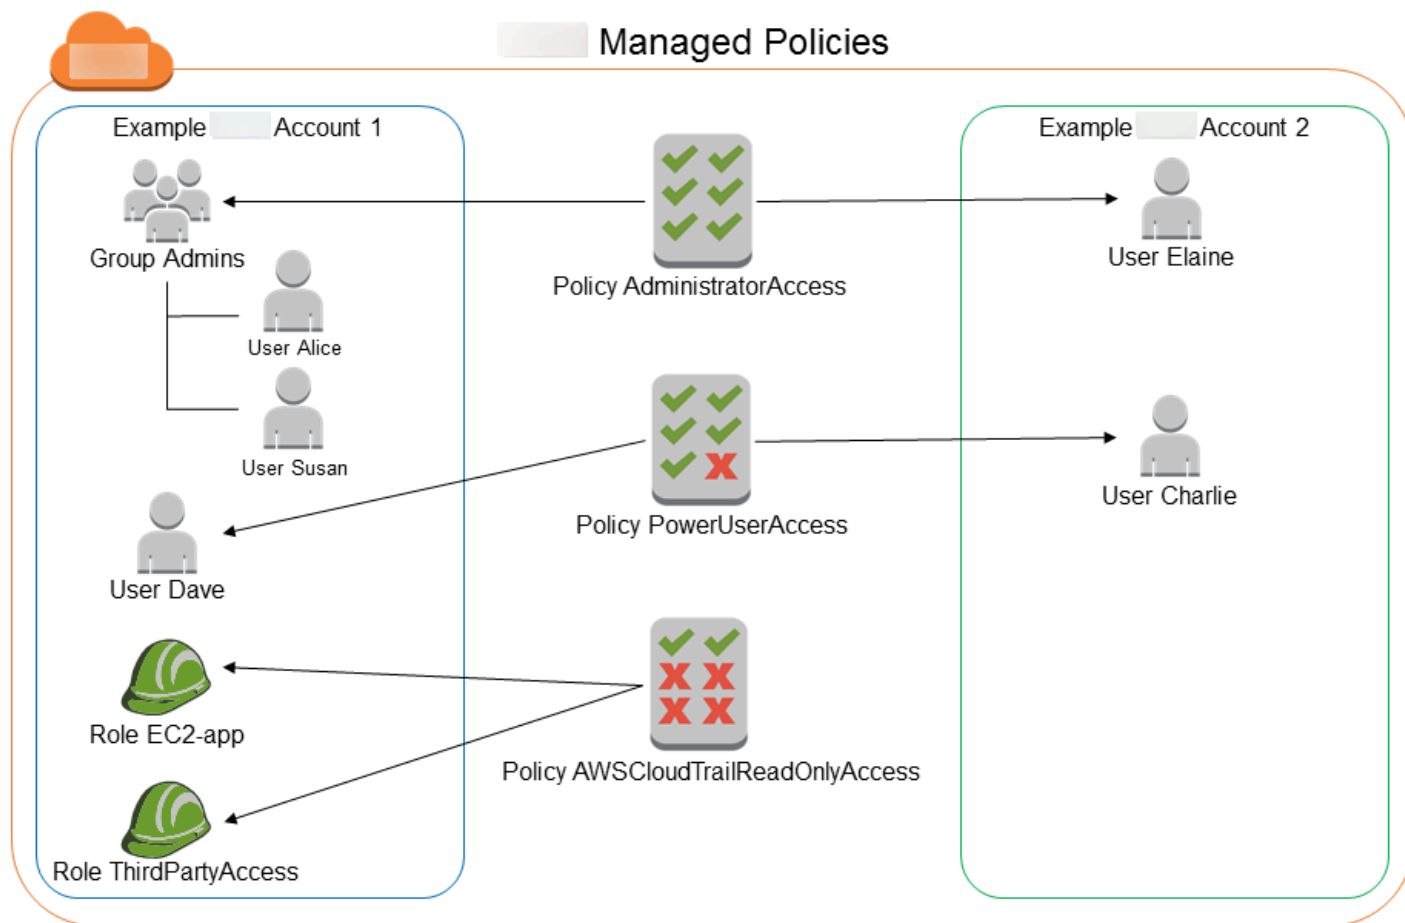 Managed Policies
Example Account 1
Example Account 2
Group Admins
User Alice
User Susan
User Dave
Role EC2-app
Role ThirdPartyAccess
Policy AdministratorAccess
Policy PowerUserAccess
Policy AWSCloudTrailReadOnlyAccess
User Elaine
User Charlie